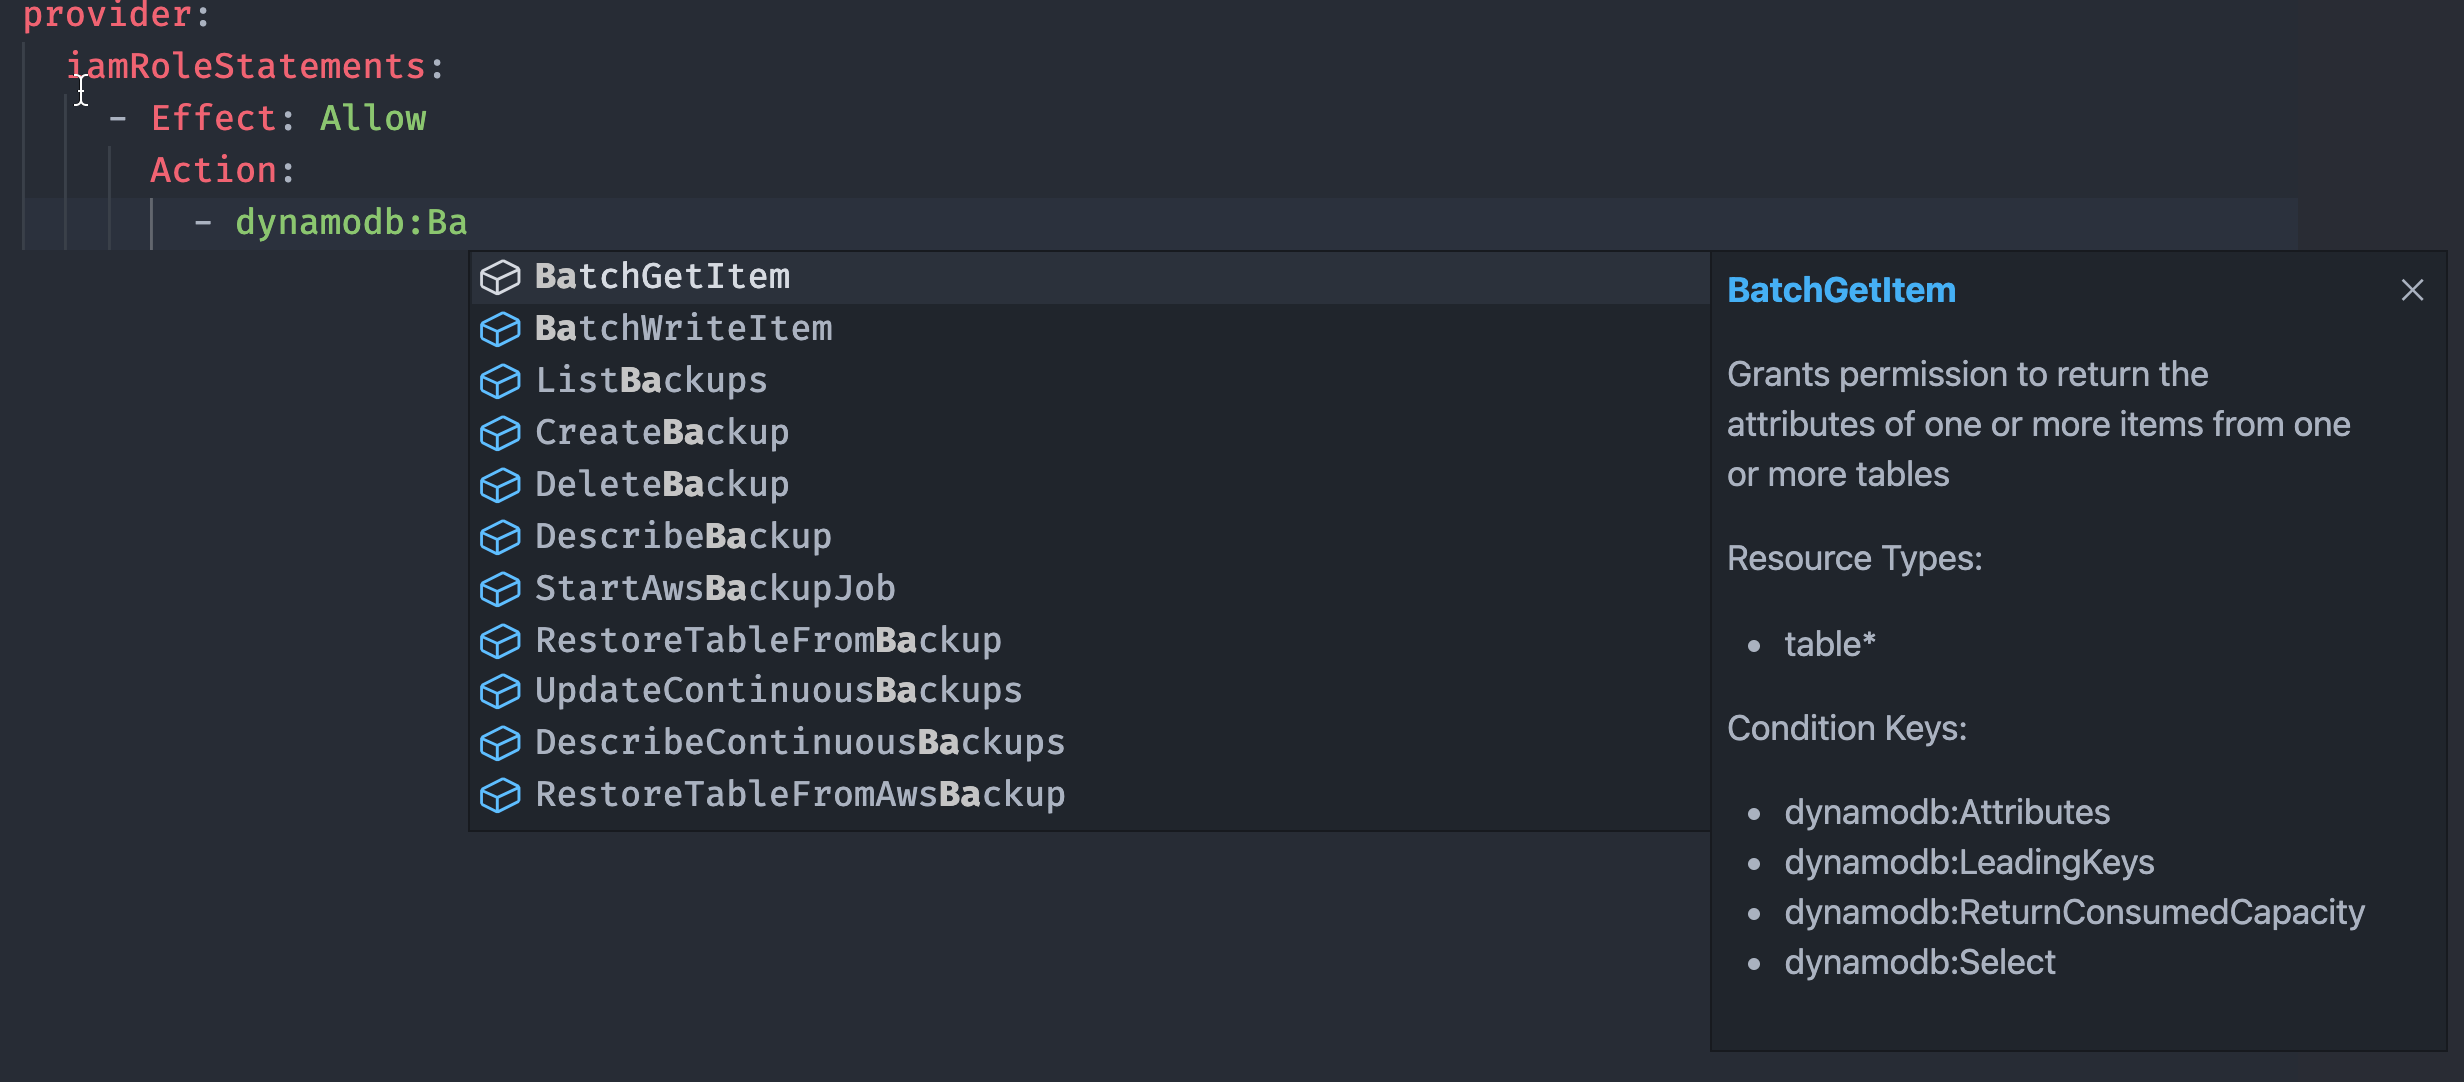 provider:
iamRoleStatements:
- Effect: Allow
Action:
- dynamodb:Ba
BatchGetItem
BatchWriteItem
ListBackups
CreateBackup
DeleteBackup
DescribeBackup
StartAwsBackupJob
RestoreTableFromBackup
UpdateContinuousBackups
DescribeContinuousBackups
RestoreTableFromAwsBackup
BatchGetItem
Grants permission to return the
attributes of one or more items from one
or more tables
Resource Types:
• table*
Condition Keys:
• dynamodb:Attributes
• dynamodb:LeadingKeys
• dynamodb:ReturnConsumedCapacity
• dynamodb:Select